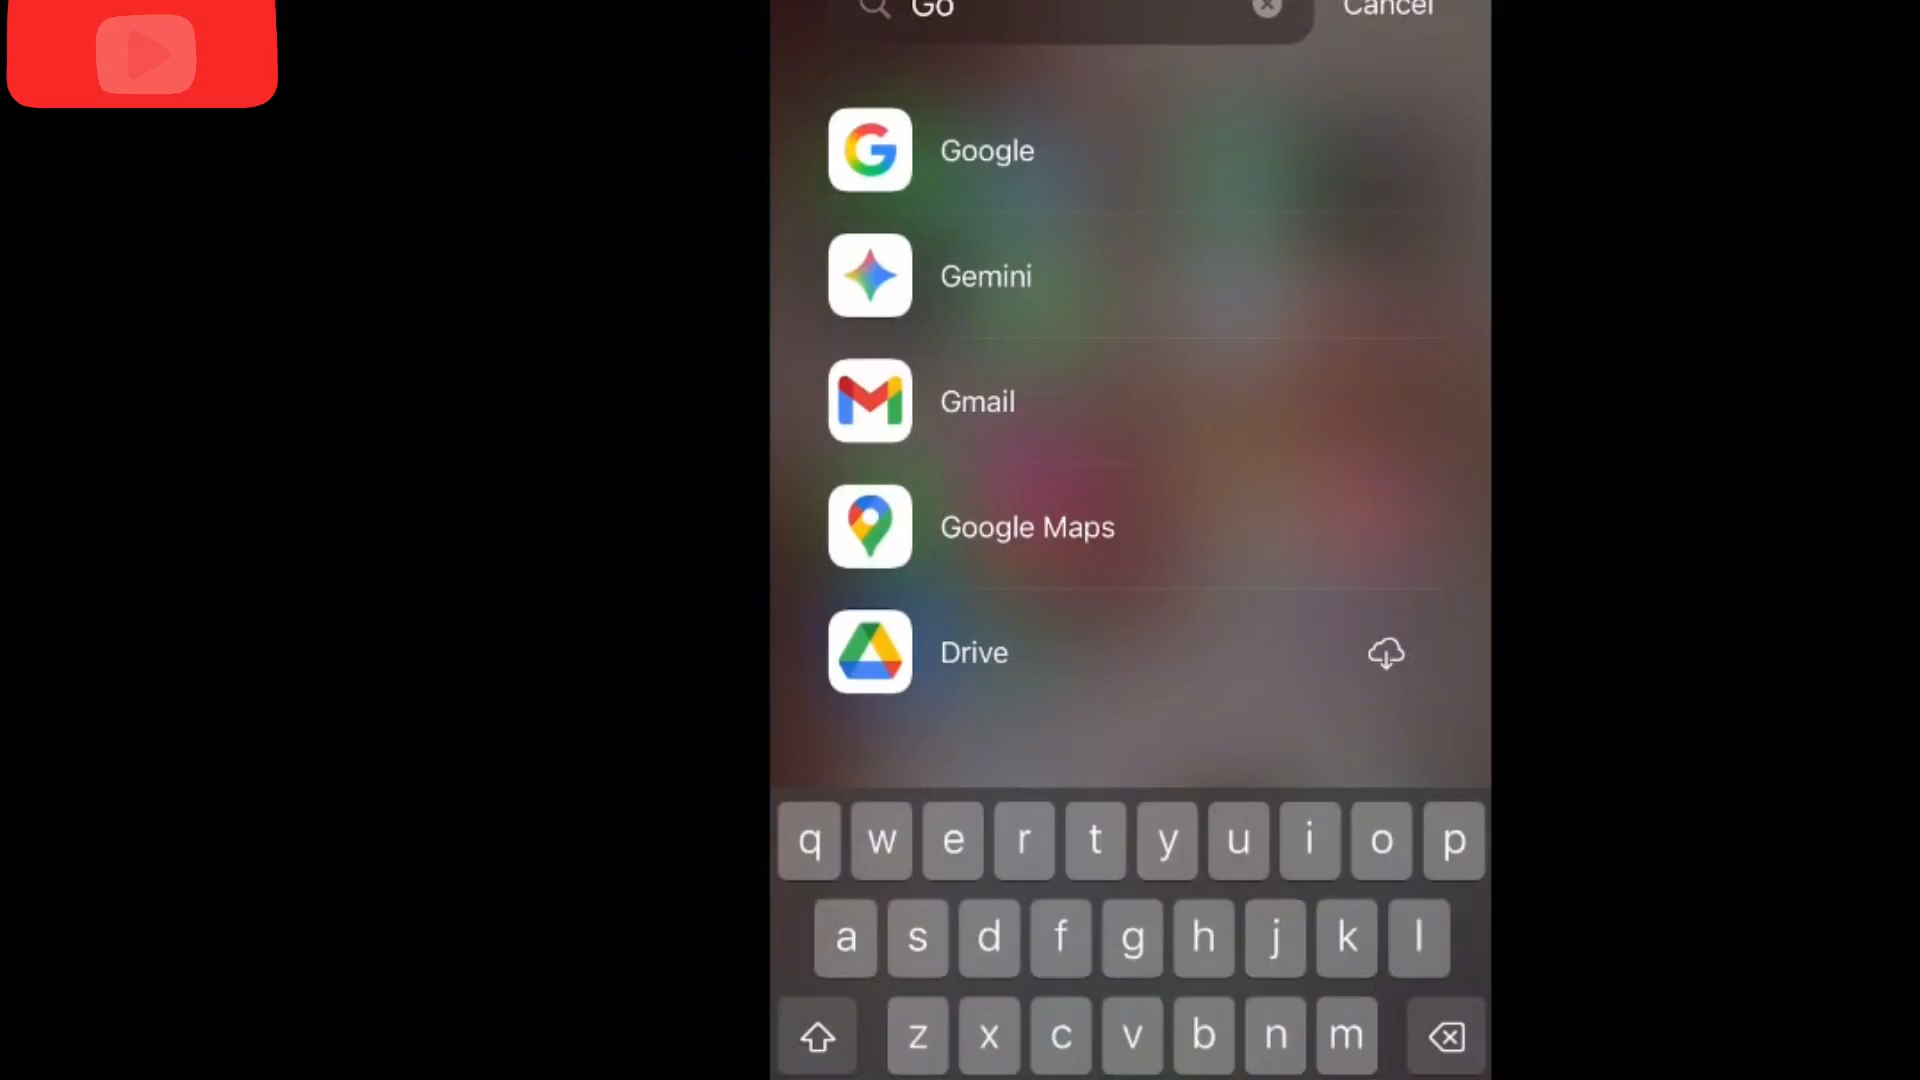 Go
Cancel
Google
Gemini
Gmail
Google Maps
Drive
q w e r t y u i o p
a s d f g h j k l
z x c v b n m